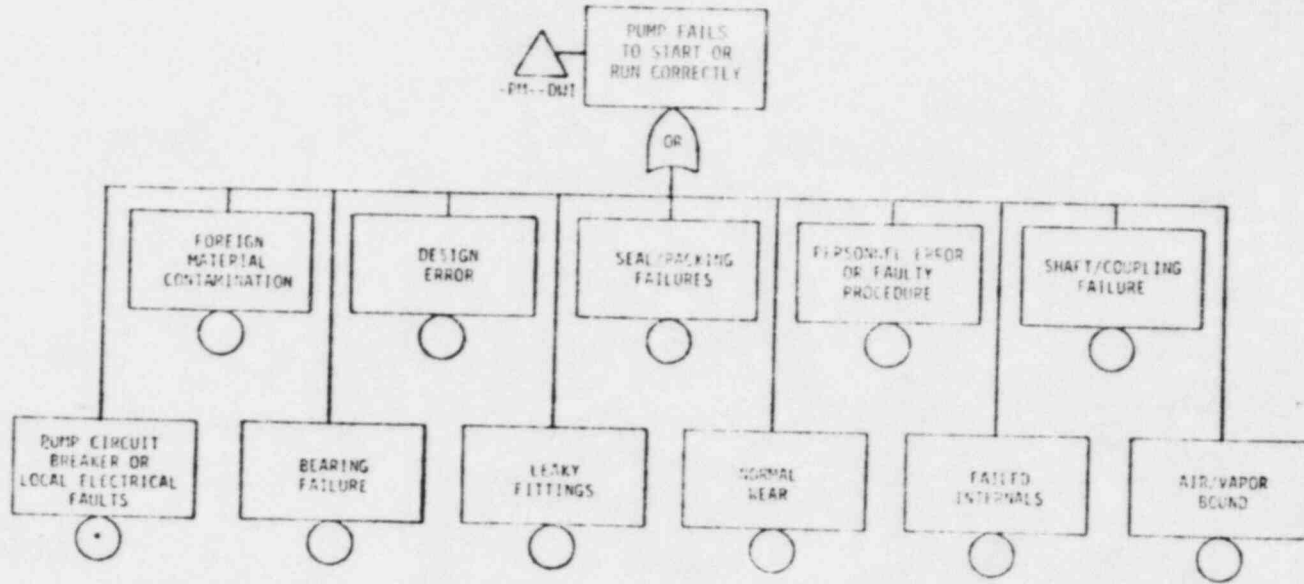 PUMP FAILS
TO START OR
RUN CORRECTLY
-PM--DWI
OR
FOREIGN
MATERIAL
CONTAMINATION
DESIGN
ERROR
SEAL/PACKING
FAILURES
PERSONNEL ERROR
OR FAULTY
PROCEDURE
SHAFT/COUPLING
FAILURE
PUMP CIRCUIT
BREAKER OR
LOCAL ELECTRICAL
FAULTS
BEARING
FAILURE
LEAKY
FITTINGS
NORMAL
WEAR
FAILED
INTERNALS
AIR/VAPOR
BOUND